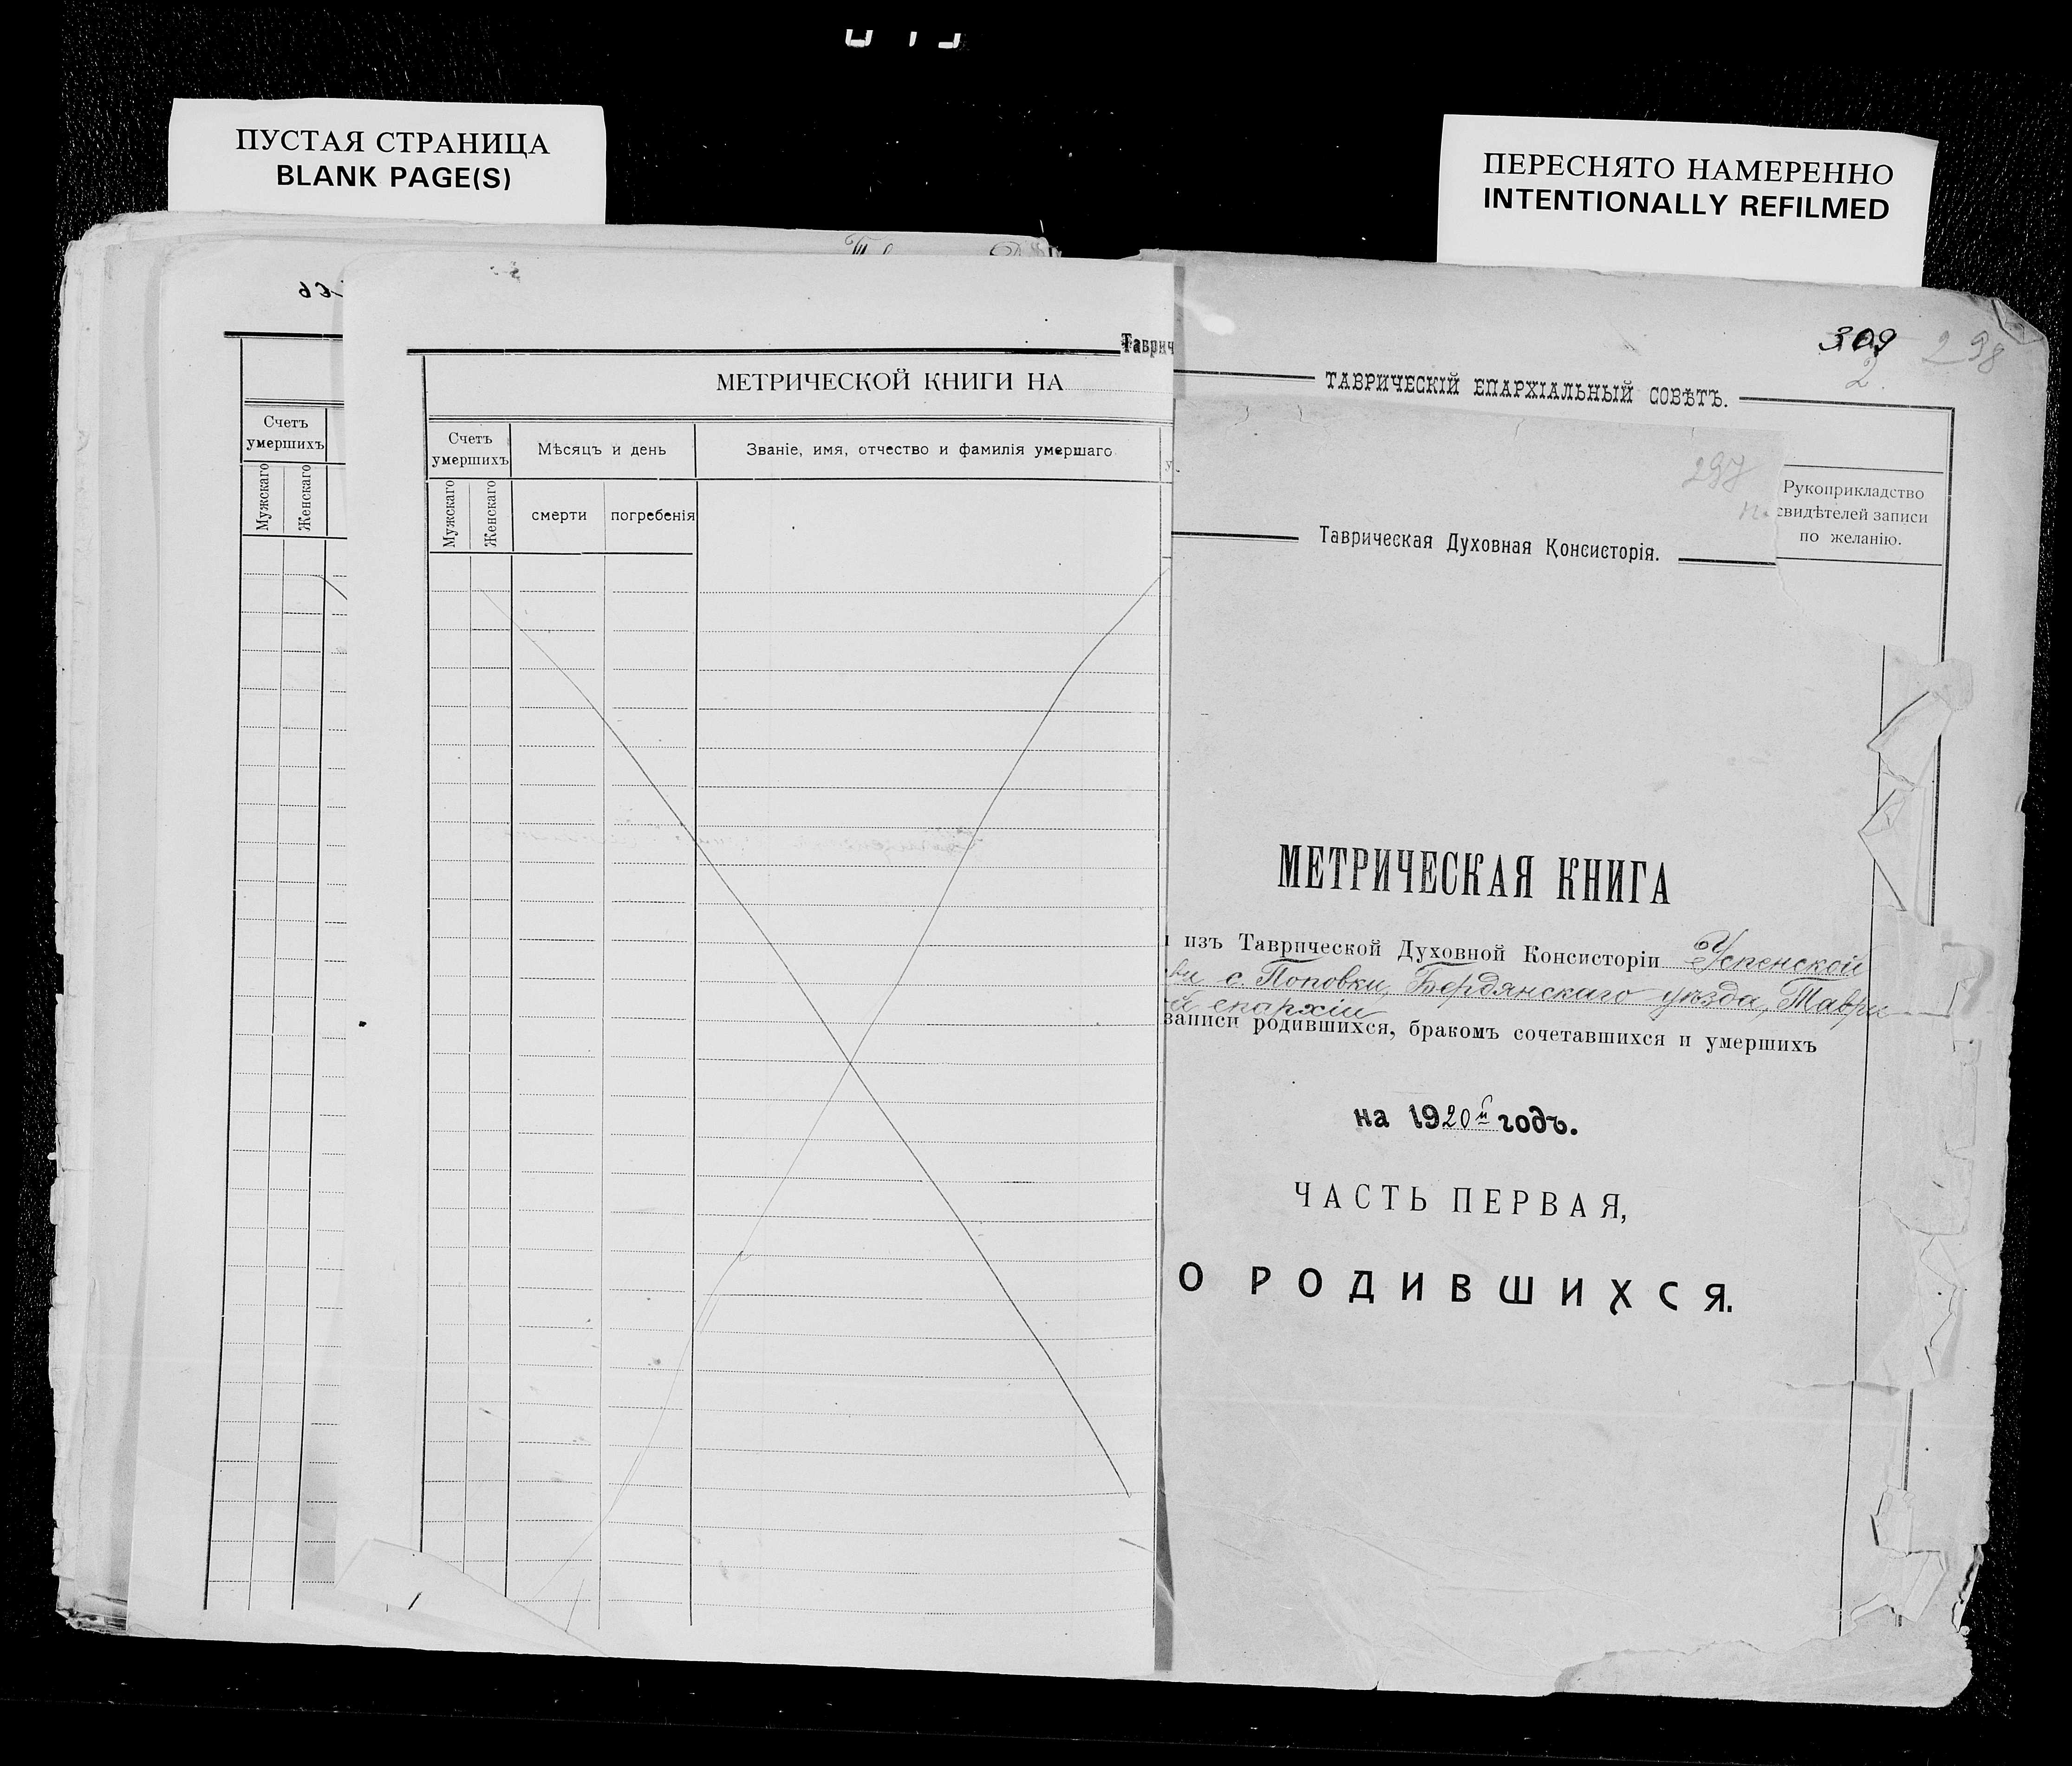 ПУСТАЯ СТРАНИЦА
BLANK PAGE(S)
ПЕРЕСНЯТО НАМЕРЕННО
INTENTIONALLY REFILMED
Счетъ
умершихъ
Мужскаго
Женскаго
Таврич
МЕТРИЧЕСКОЙ КНИГИ НА
Счетъ
умершихъ
Мѣсяцъ и день
Званіе, имя, отчество и фамилія умершаго
Мужскаго
Женскаго
смерти
погребенія
309
298
2.
ТАВРИЧЕСКІЙ ЕПАРХІАЛЬНЫЙ СОВѢТЪ.
297
Рукоприкладство
свидѣтелей записи
по желанію.
Таврическая Духовная Консисторія.
МЕТРИЧЕСКАЯ КНИГА
изъ Таврической Духовной Консисторіи Успенской
с. Поповки, Бердянскаго уѣзда, Таври
епархіи
записи родившихся, бракомъ сочетавшихся и умершихъ
на 1920й годъ.
ЧАСТЬ ПЕРВАЯ,
О РОДИВШИХСЯ.